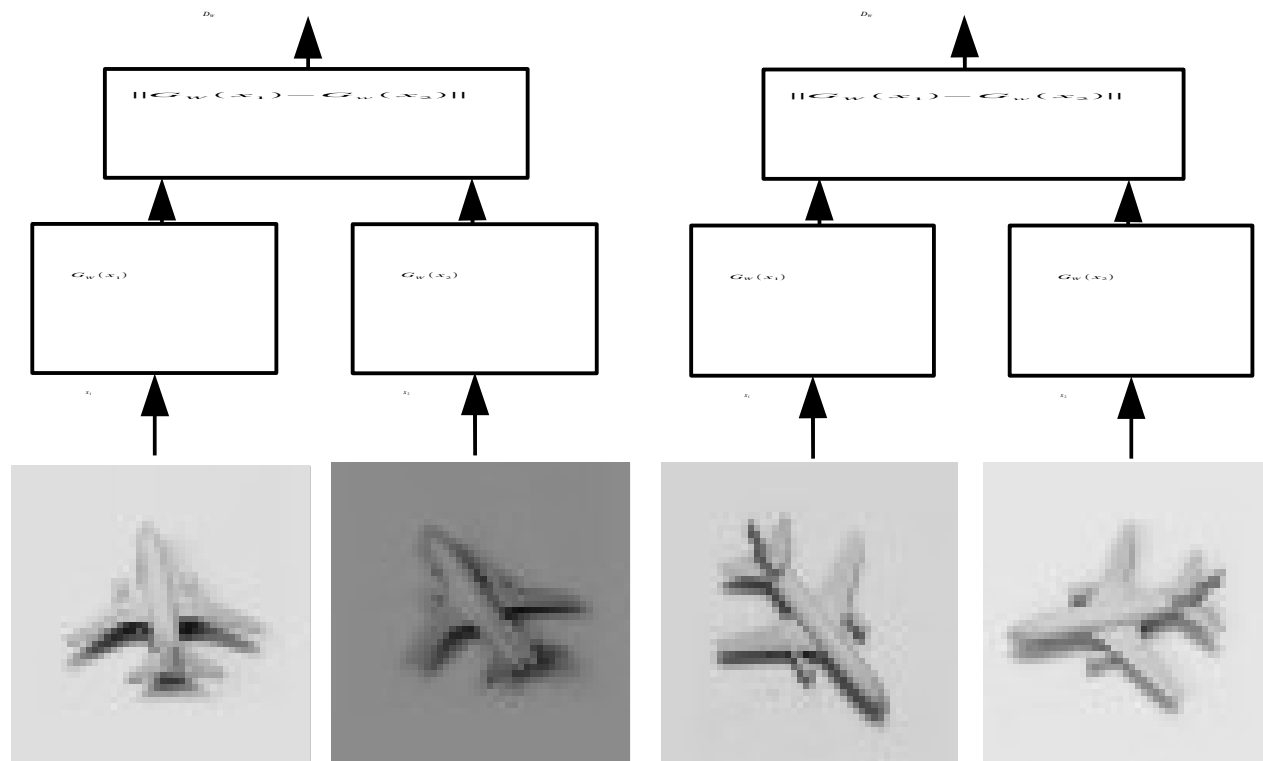 D_W
||G_W(x_1)−G_W(x_2)||
G_W(x_1)
G_W(x_2)
x_1
x_2
D_W
||G_W(x_1)−G_W(x_2)||
G_W(x_1)
G_W(x_2)
x_1
x_2